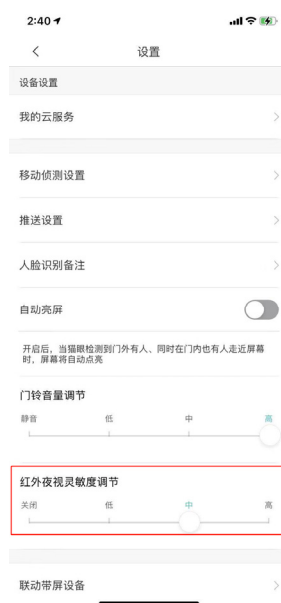 2:40
设置
设备设置
我的云服务
移动侦测设置
推送设置
人脸识别备注
自动亮屏
开启后，当猫眼检测到门外有人、同时在门内也有人走近屏幕
时，屏幕将自动点亮
门铃音量调节
静音 低 中 高
红外夜视灵敏度调节
关闭 低 中 高
联动带屏设备